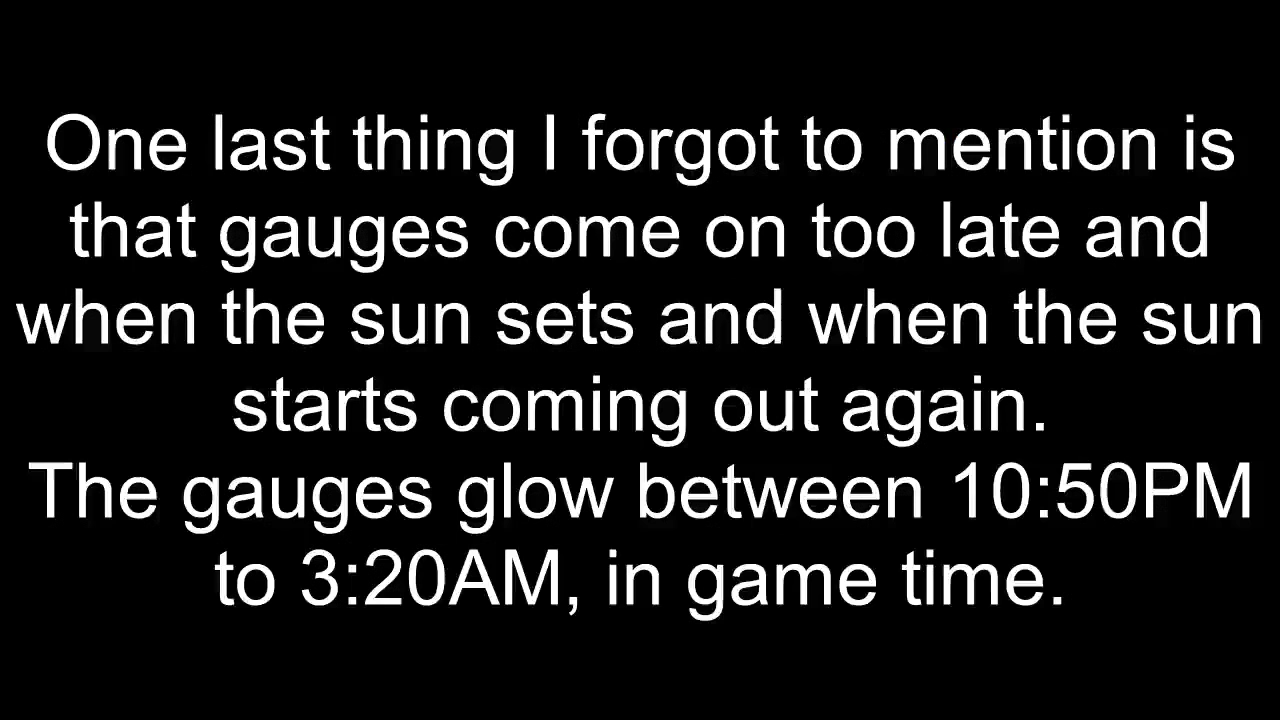 One last thing I forgot to mention is
that gauges come on too late and
when the sun sets and when the sun
starts coming out again.
The gauges glow between 10:50PM
to 3:20AM, in game time.